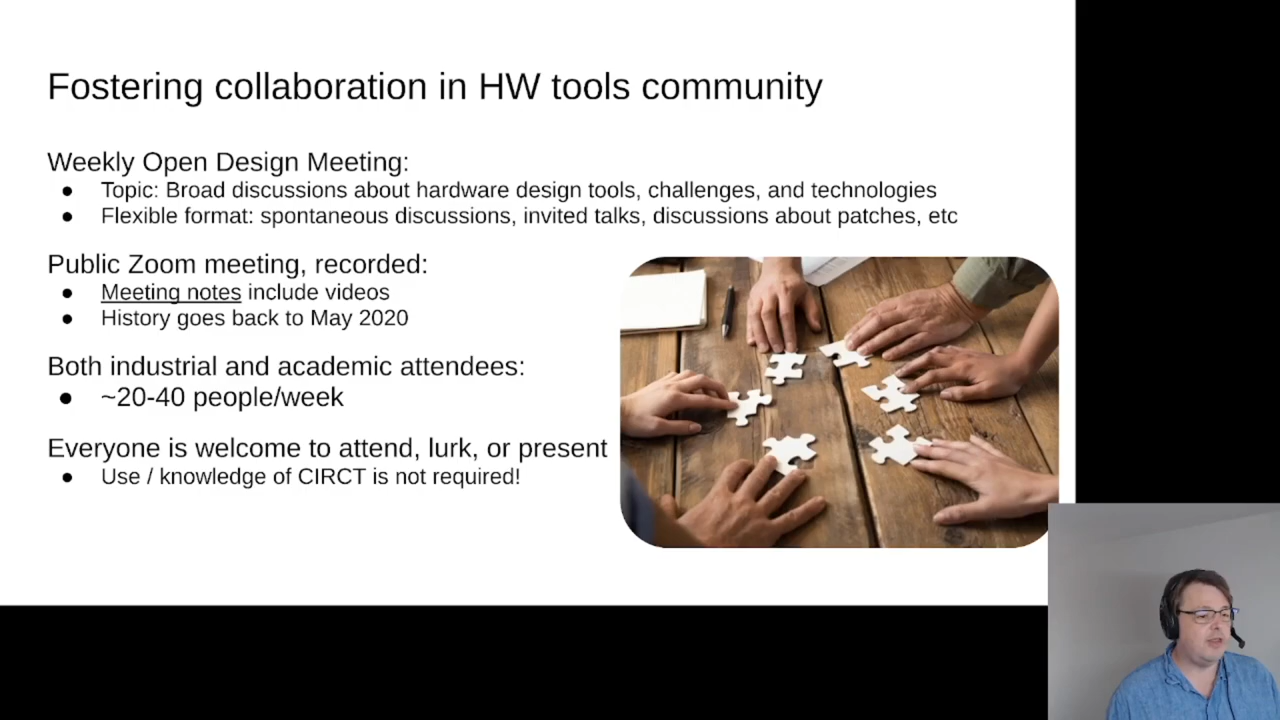 Fostering collaboration in HW tools community
Weekly Open Design Meeting:
● Topic: Broad discussions about hardware design tools, challenges, and technologies
● Flexible format: spontaneous discussions, invited talks, discussions about patches, etc
Public Zoom meeting, recorded:
● Meeting notes include videos
● History goes back to May 2020
Both industrial and academic attendees:
● ~20-40 people/week
Everyone is welcome to attend, lurk, or present
● Use / knowledge of CIRCT is not required!